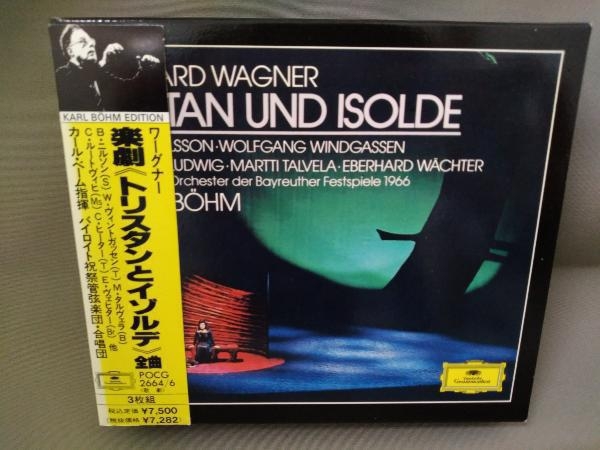 KARL BÖHM EDITION
ワーグナー
楽劇《トリスタンとイゾルデ》全曲
B・ニルソン(S) W・ヴィントガッセン(T) M・タルヴェラ(B)
C・ルートヴィヒ(Ms) C・ヒーター(T) E・ヴェヒター(Br) 他
カール・ベーム指揮 バイロイト祝祭管弦楽団・合唱団
POCG
2664/6
(歌劇)
3枚組
税込定価 ¥7,500
(税抜価格 ¥7,282)
ARD WAGNER
TAN UND ISOLDE
LSSON·WOLFGANG WINDGASSEN
UDWIG·MARTTI TALVELA·EBERHARD WÄCHTER
Orchester der Bayreuther Festspiele 1966
BÖHM
Deutsche
Grammophon